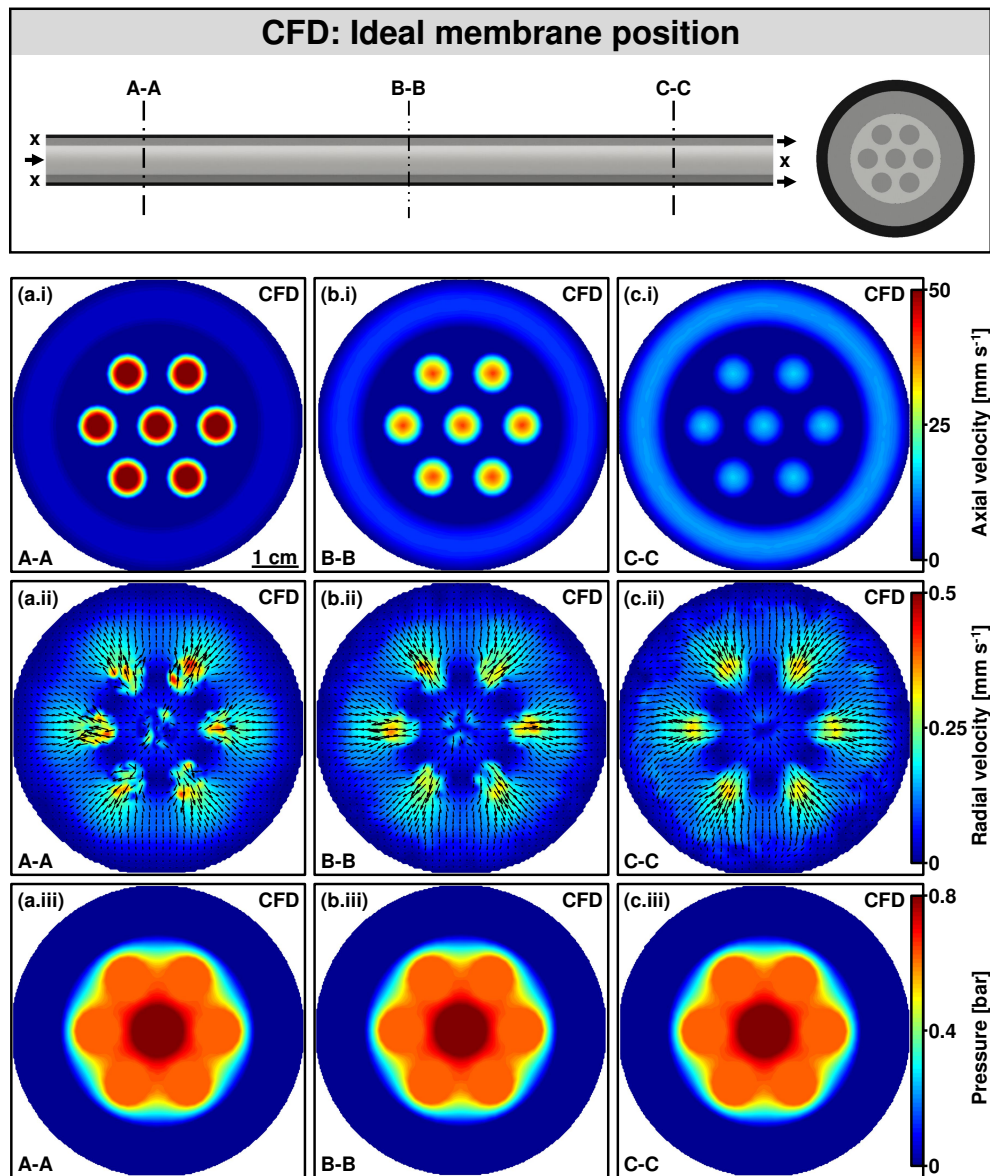 CFD: Ideal membrane position
A-A B-B C-C
x
x
x
(a.i) CFD (b.i) CFD (c.i) CFD
A-A 1 cm B-B C-C
50
25
0
Axial velocity [mm s⁻¹]
(a.ii) CFD (b.ii) CFD (c.ii) CFD
A-A B-B C-C
0.5
0.25
0
Radial velocity [mm s⁻¹]
(a.iii) CFD (b.iii) CFD (c.iii) CFD
A-A B-B C-C
0.8
0.4
0
Pressure [bar]